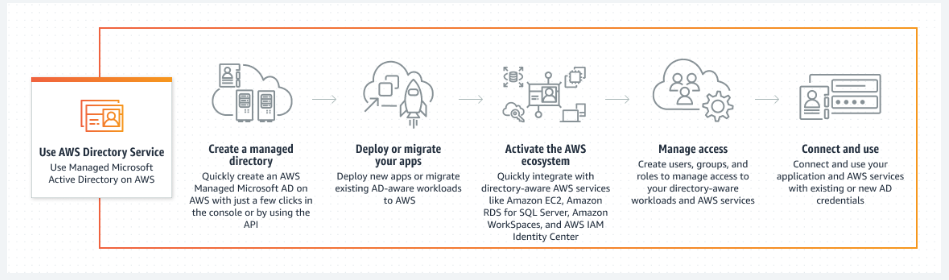 Use AWS Directory Service
Use Managed Microsoft
Active Directory on AWS
Create a managed
directory
Quickly create an AWS
Managed Microsoft AD on
AWS with just a few clicks in
the console or by using the
API
Deploy or migrate
your apps
Deploy new apps or migrate
existing AD-aware workloads
to AWS
Activate the AWS
ecosystem
Quickly integrate with
directory-aware AWS services
like Amazon EC2, Amazon
RDS for SQL Server, Amazon
WorkSpaces, and AWS IAM
Identity Center
Manage access
Create users, groups, and
roles to manage access to
your directory-aware
workloads and AWS services
Connect and use
Connect and use your
application and AWS services
with existing or new AD
credentials